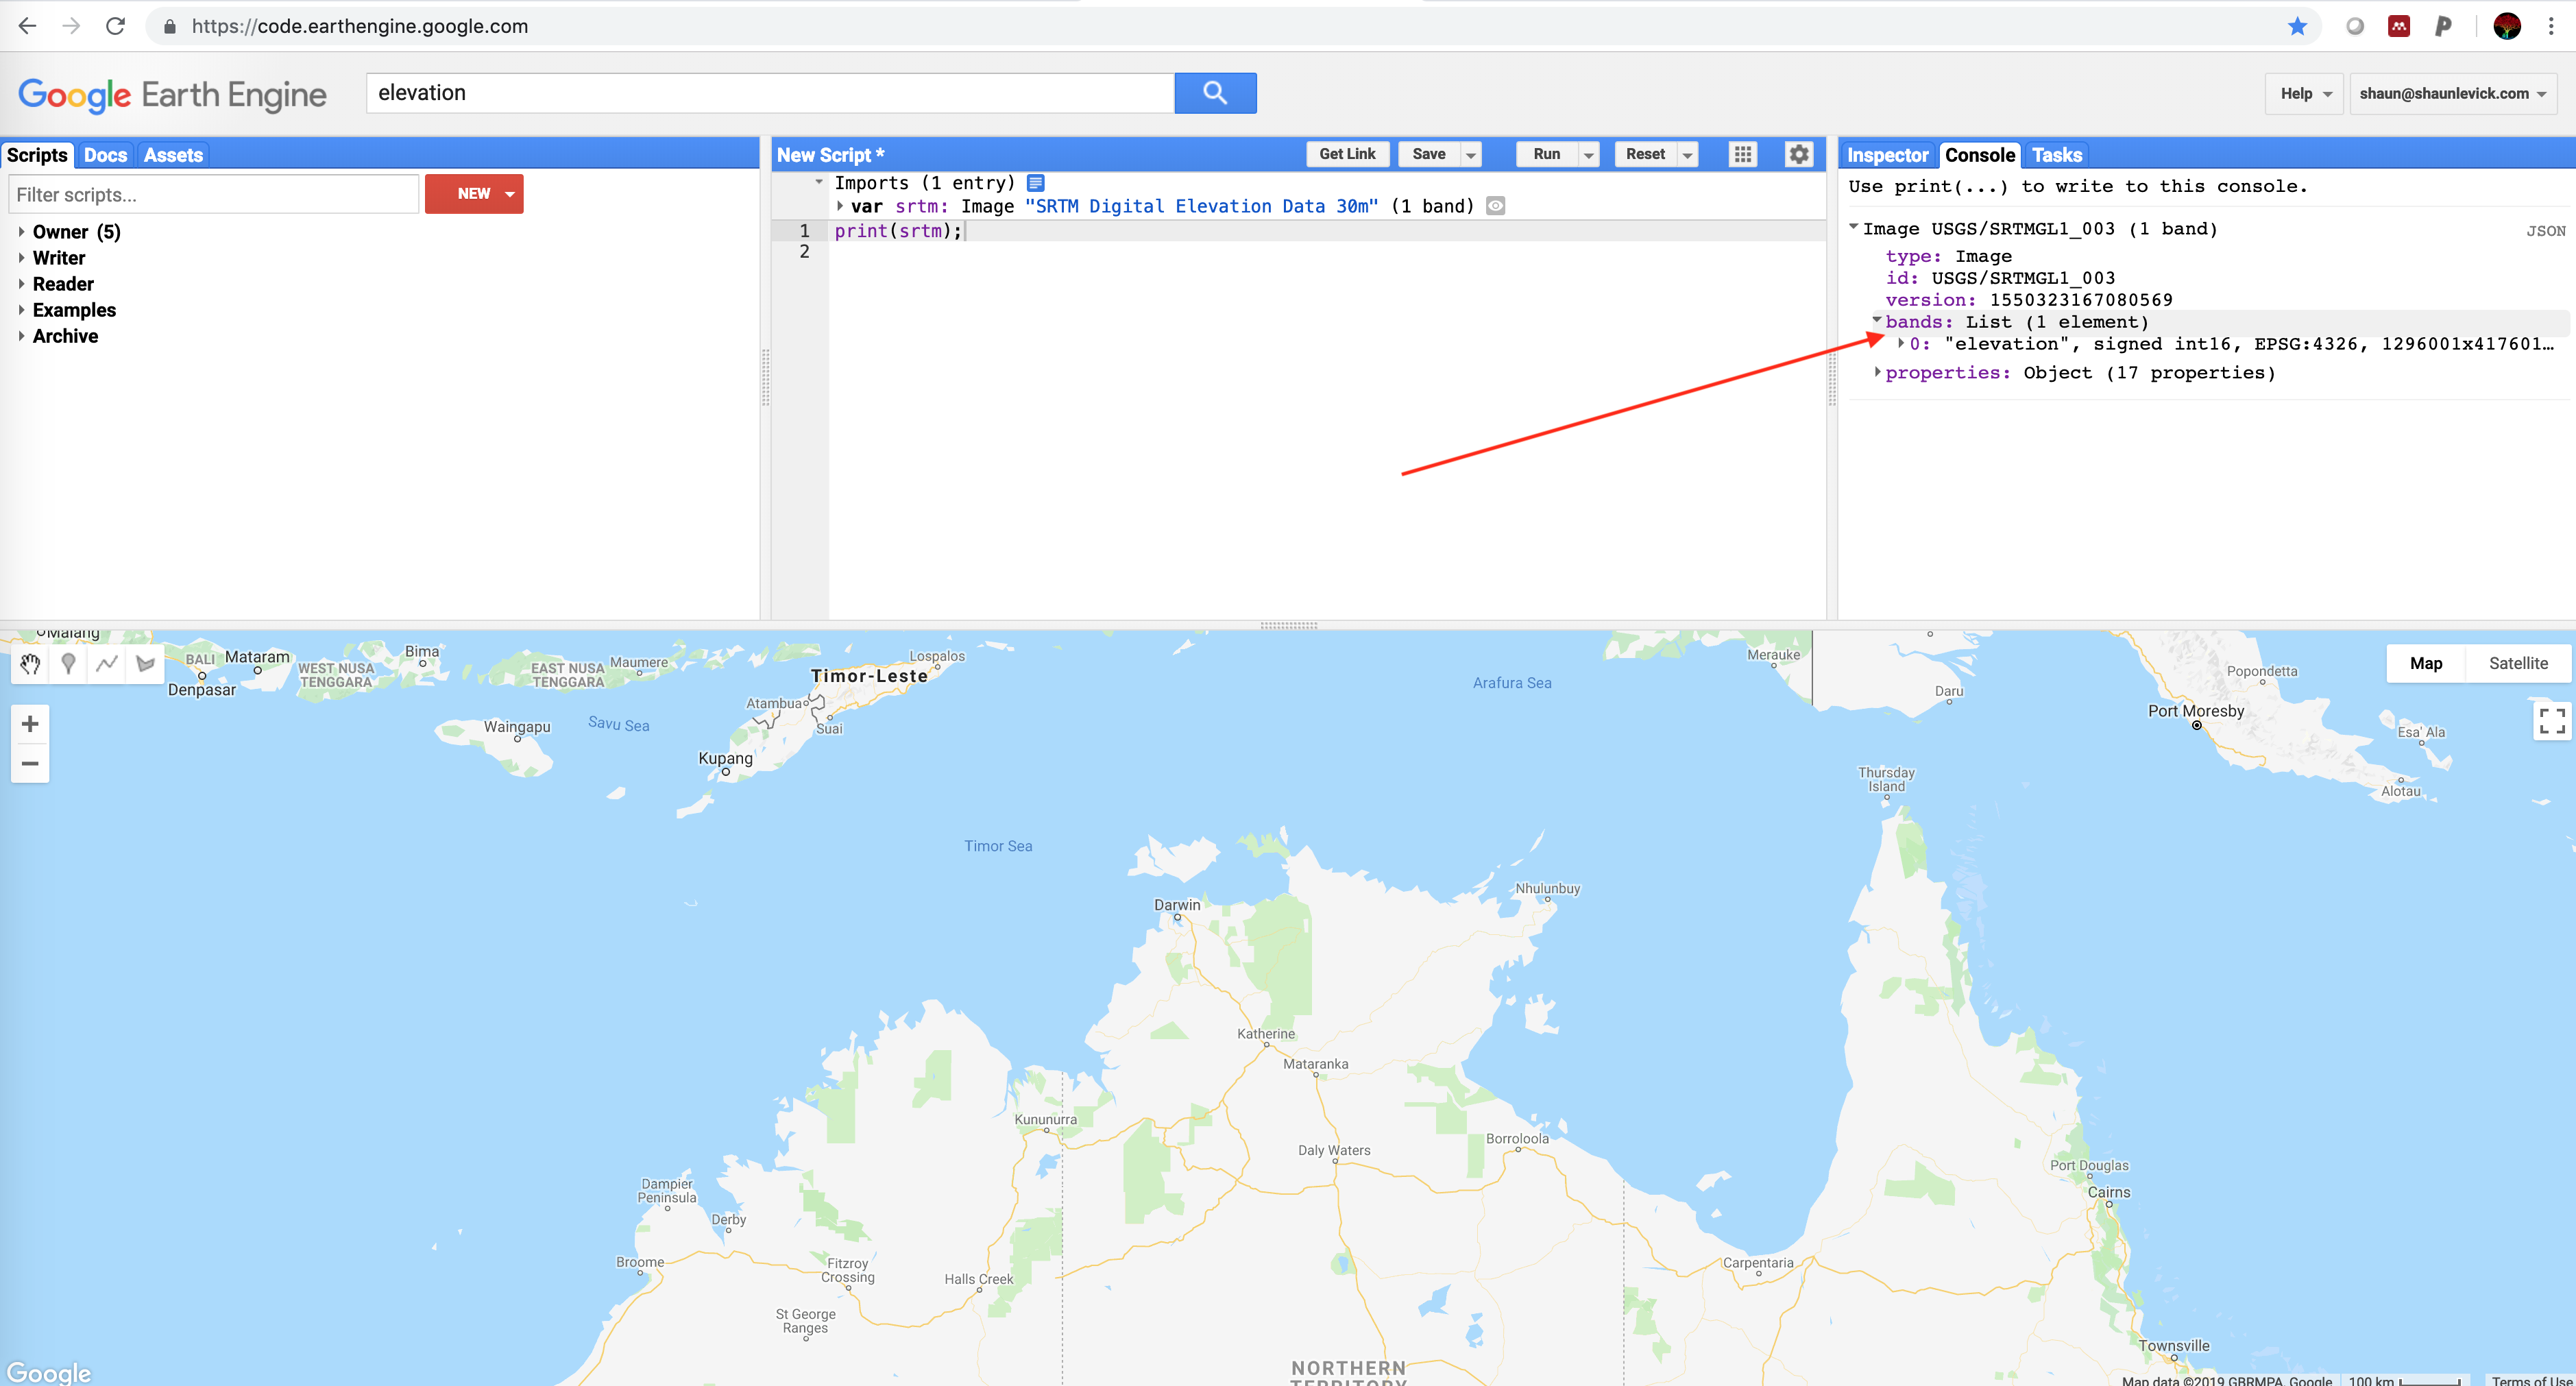 https://code.earthengine.google.com
Google Earth Engine
elevation
Help
shaun@shaunlevick.com
Scripts Docs Assets
Filter scripts...
NEW
Owner (5)
Writer
Reader
Examples
Archive
New Script *
Get Link Save Run Reset
Imports (1 entry)
var srtm: Image "SRTM Digital Elevation Data 30m" (1 band)
1 print(srtm);
2
Inspector Console Tasks
Use print(...) to write to this console.
Image USGS/SRTMGL1_003 (1 band)
JSON
type: Image
id: USGS/SRTMGL1_003
version: 1550323167080569
bands: List (1 element)
0: "elevation", signed int16, EPSG:4326, 1296001x417601…
properties: Object (17 properties)
Malang
BALI
Mataram
Denpasar
WEST NUSA
TENGGARA
Bima
EAST NUSA
TENGGARA
Maumere
Timor-Leste
Lospalos
Atambua
Suai
Waingapu
Savu Sea
Kupang
Arafura Sea
Merauke
Daru
Popondetta
Port Moresby
Esa'Ala
Alotau
Map Satellite
Thursday
Island
Timor Sea
Darwin
Nhulunbuy
Katherine
Mataranka
Kununurra
Daly Waters
Borroloola
Port Douglas
Cairns
Dampier
Peninsula
Derby
Broome
Fitzroy
Crossing
Halls Creek
Carpentaria
St George
Ranges
Townsville
NORTHERN
TERRITORY
Google
Map data ©2019 GBRMPA, Google
100 km
Terms of Use